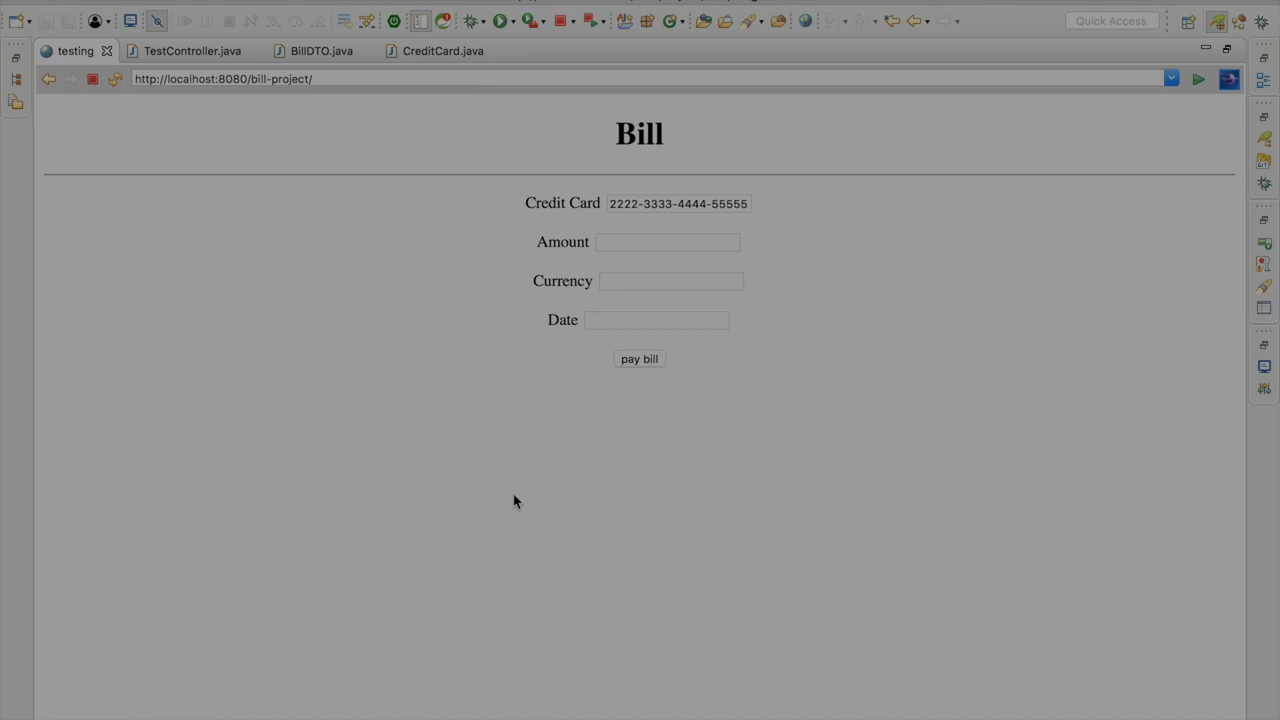 Quick Access
testing
TestController.java
BillDTO.java
CreditCard.java
http://localhost:8080/bill-project/
Bill
Credit Card 2222-3333-4444-55555
Amount
Currency
Date
pay bill